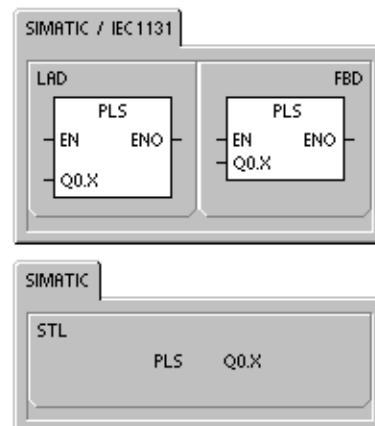 SIMATIC / IEC1131
LAD FBD
PLS PLS
EN ENO EN ENO
Q0.X Q0.X
SIMATIC
STL
PLS Q0.X